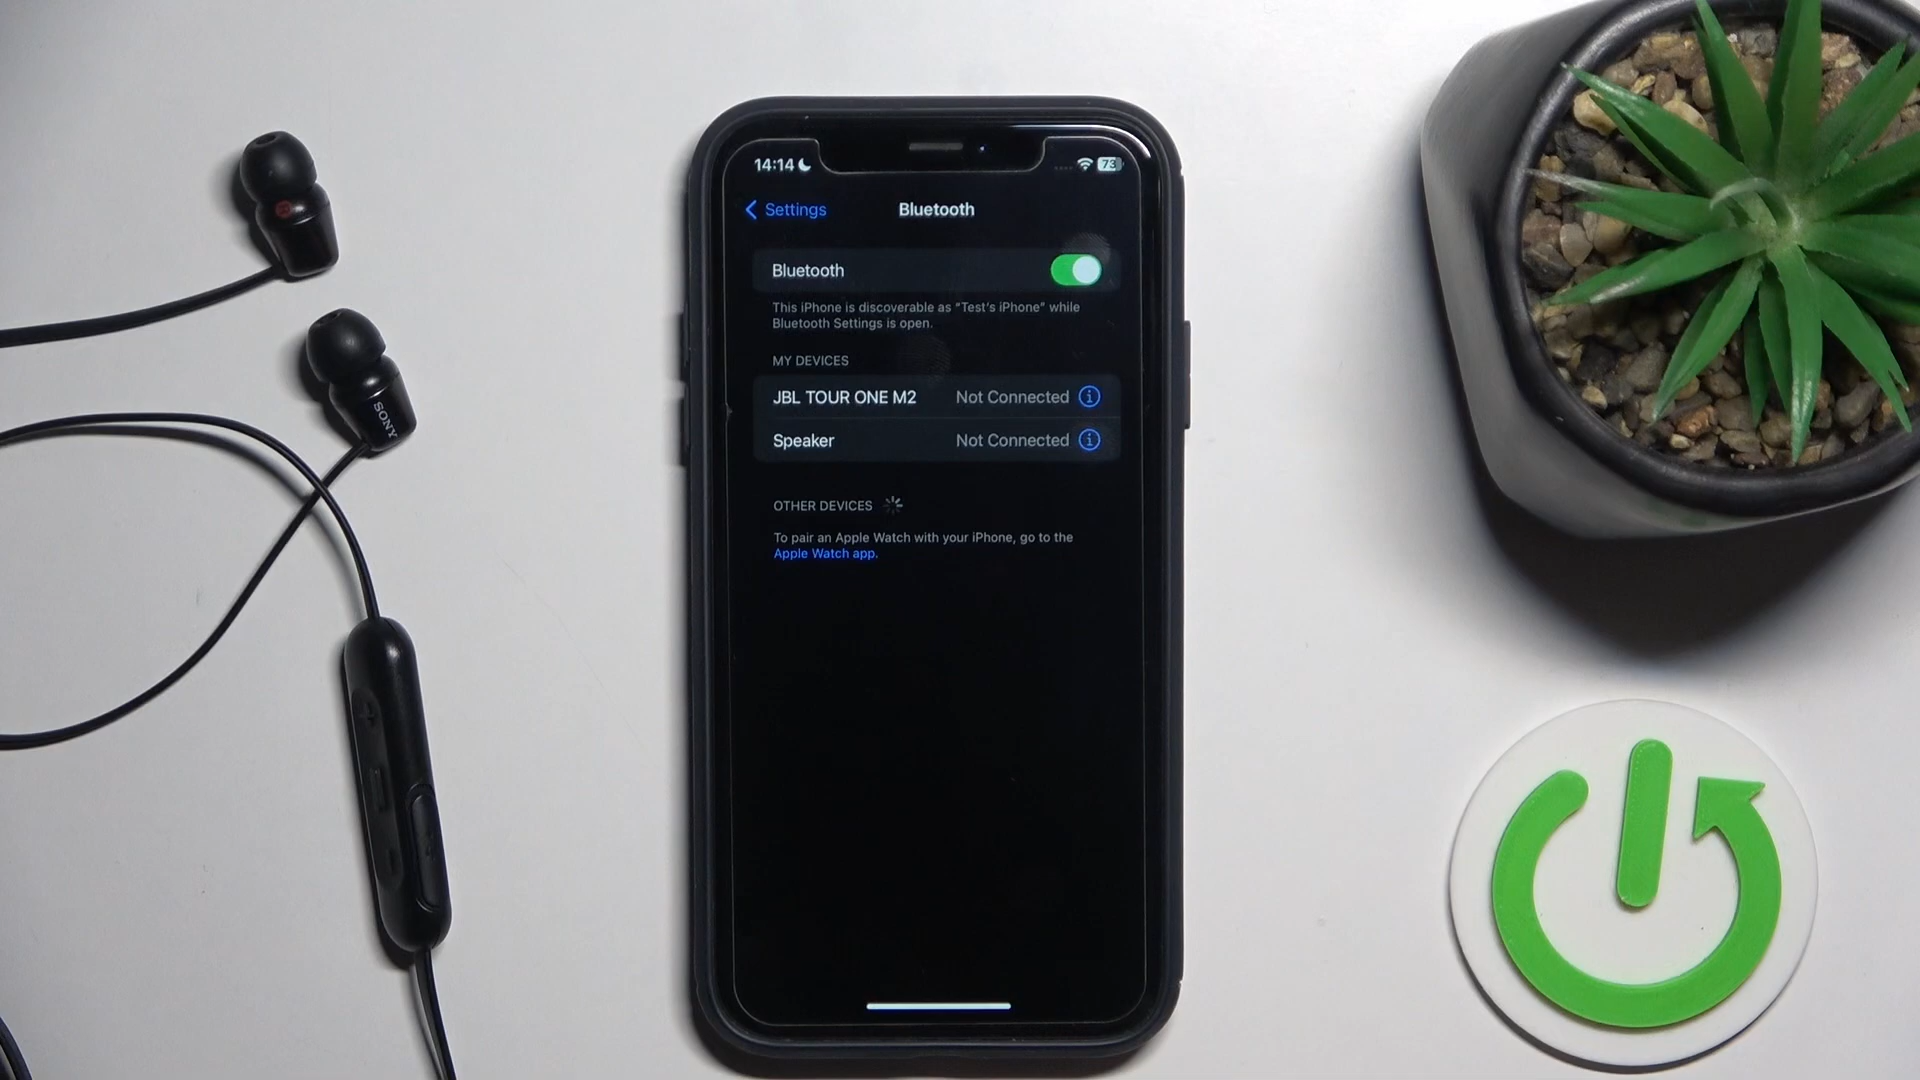 14:14
73
Settings
Bluetooth
Bluetooth
This iPhone is discoverable as “Test's iPhone” while
Bluetooth Settings is open.
MY DEVICES
JBL TOUR ONE M2 Not Connected
Speaker Not Connected
OTHER DEVICES
To pair an Apple Watch with your iPhone, go to the
Apple Watch app.
SONY